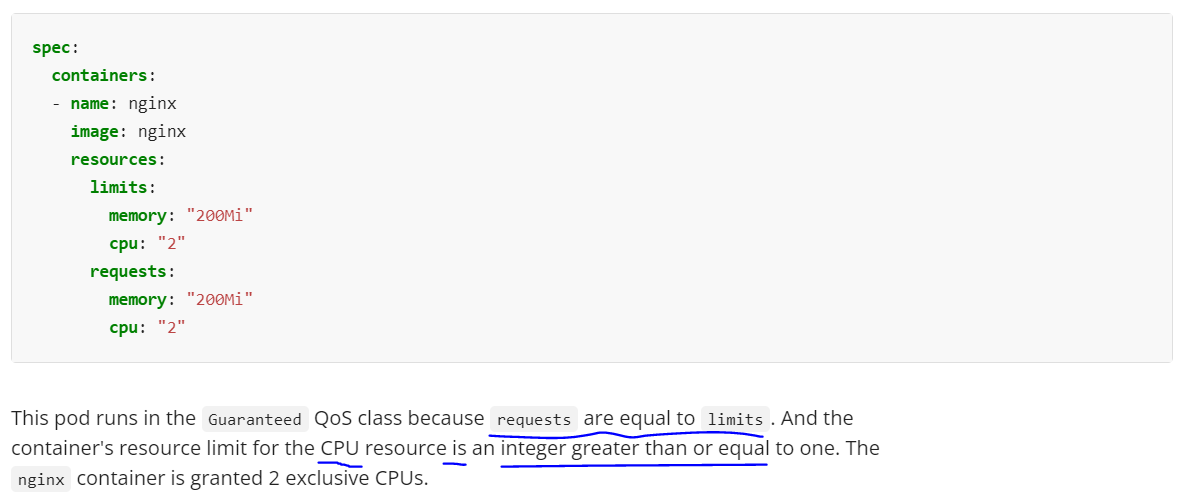 spec:
  containers:
  - name: nginx
    image: nginx
    resources:
      limits:
        memory: "200Mi"
        cpu: "2"
      requests:
        memory: "200Mi"
        cpu: "2"
This pod runs in the Guaranteed QoS class because requests are equal to limits. And the
container's resource limit for the CPU resource is an integer greater than or equal to one. The
nginx container is granted 2 exclusive CPUs.